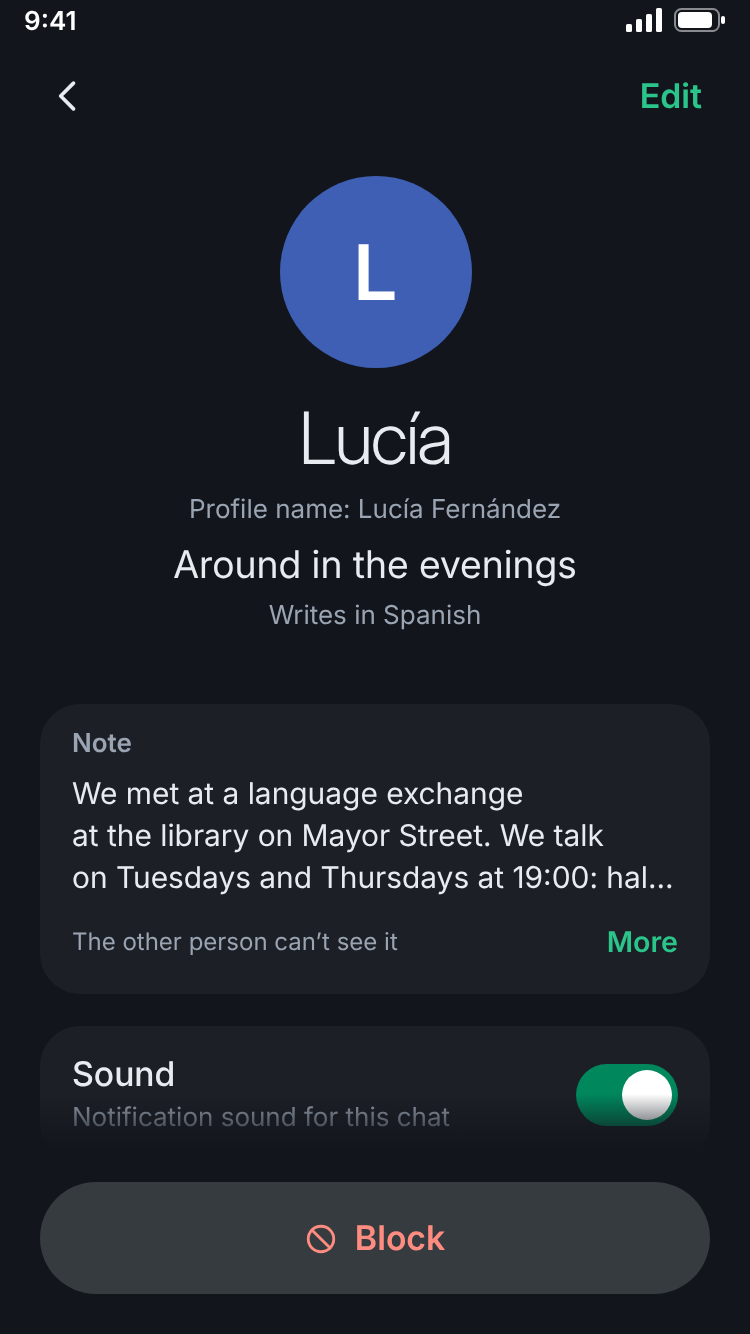 9:41
Edit
L
Lucía
Profile name: Lucía Fernández
Around in the evenings
Writes in Spanish
Note
We met at a language exchange
at the library on Mayor Street. We talk
on Tuesdays and Thursdays at 19:00: hal…
The other person can’t see it
More
Sound
Notification sound for this chat
Block